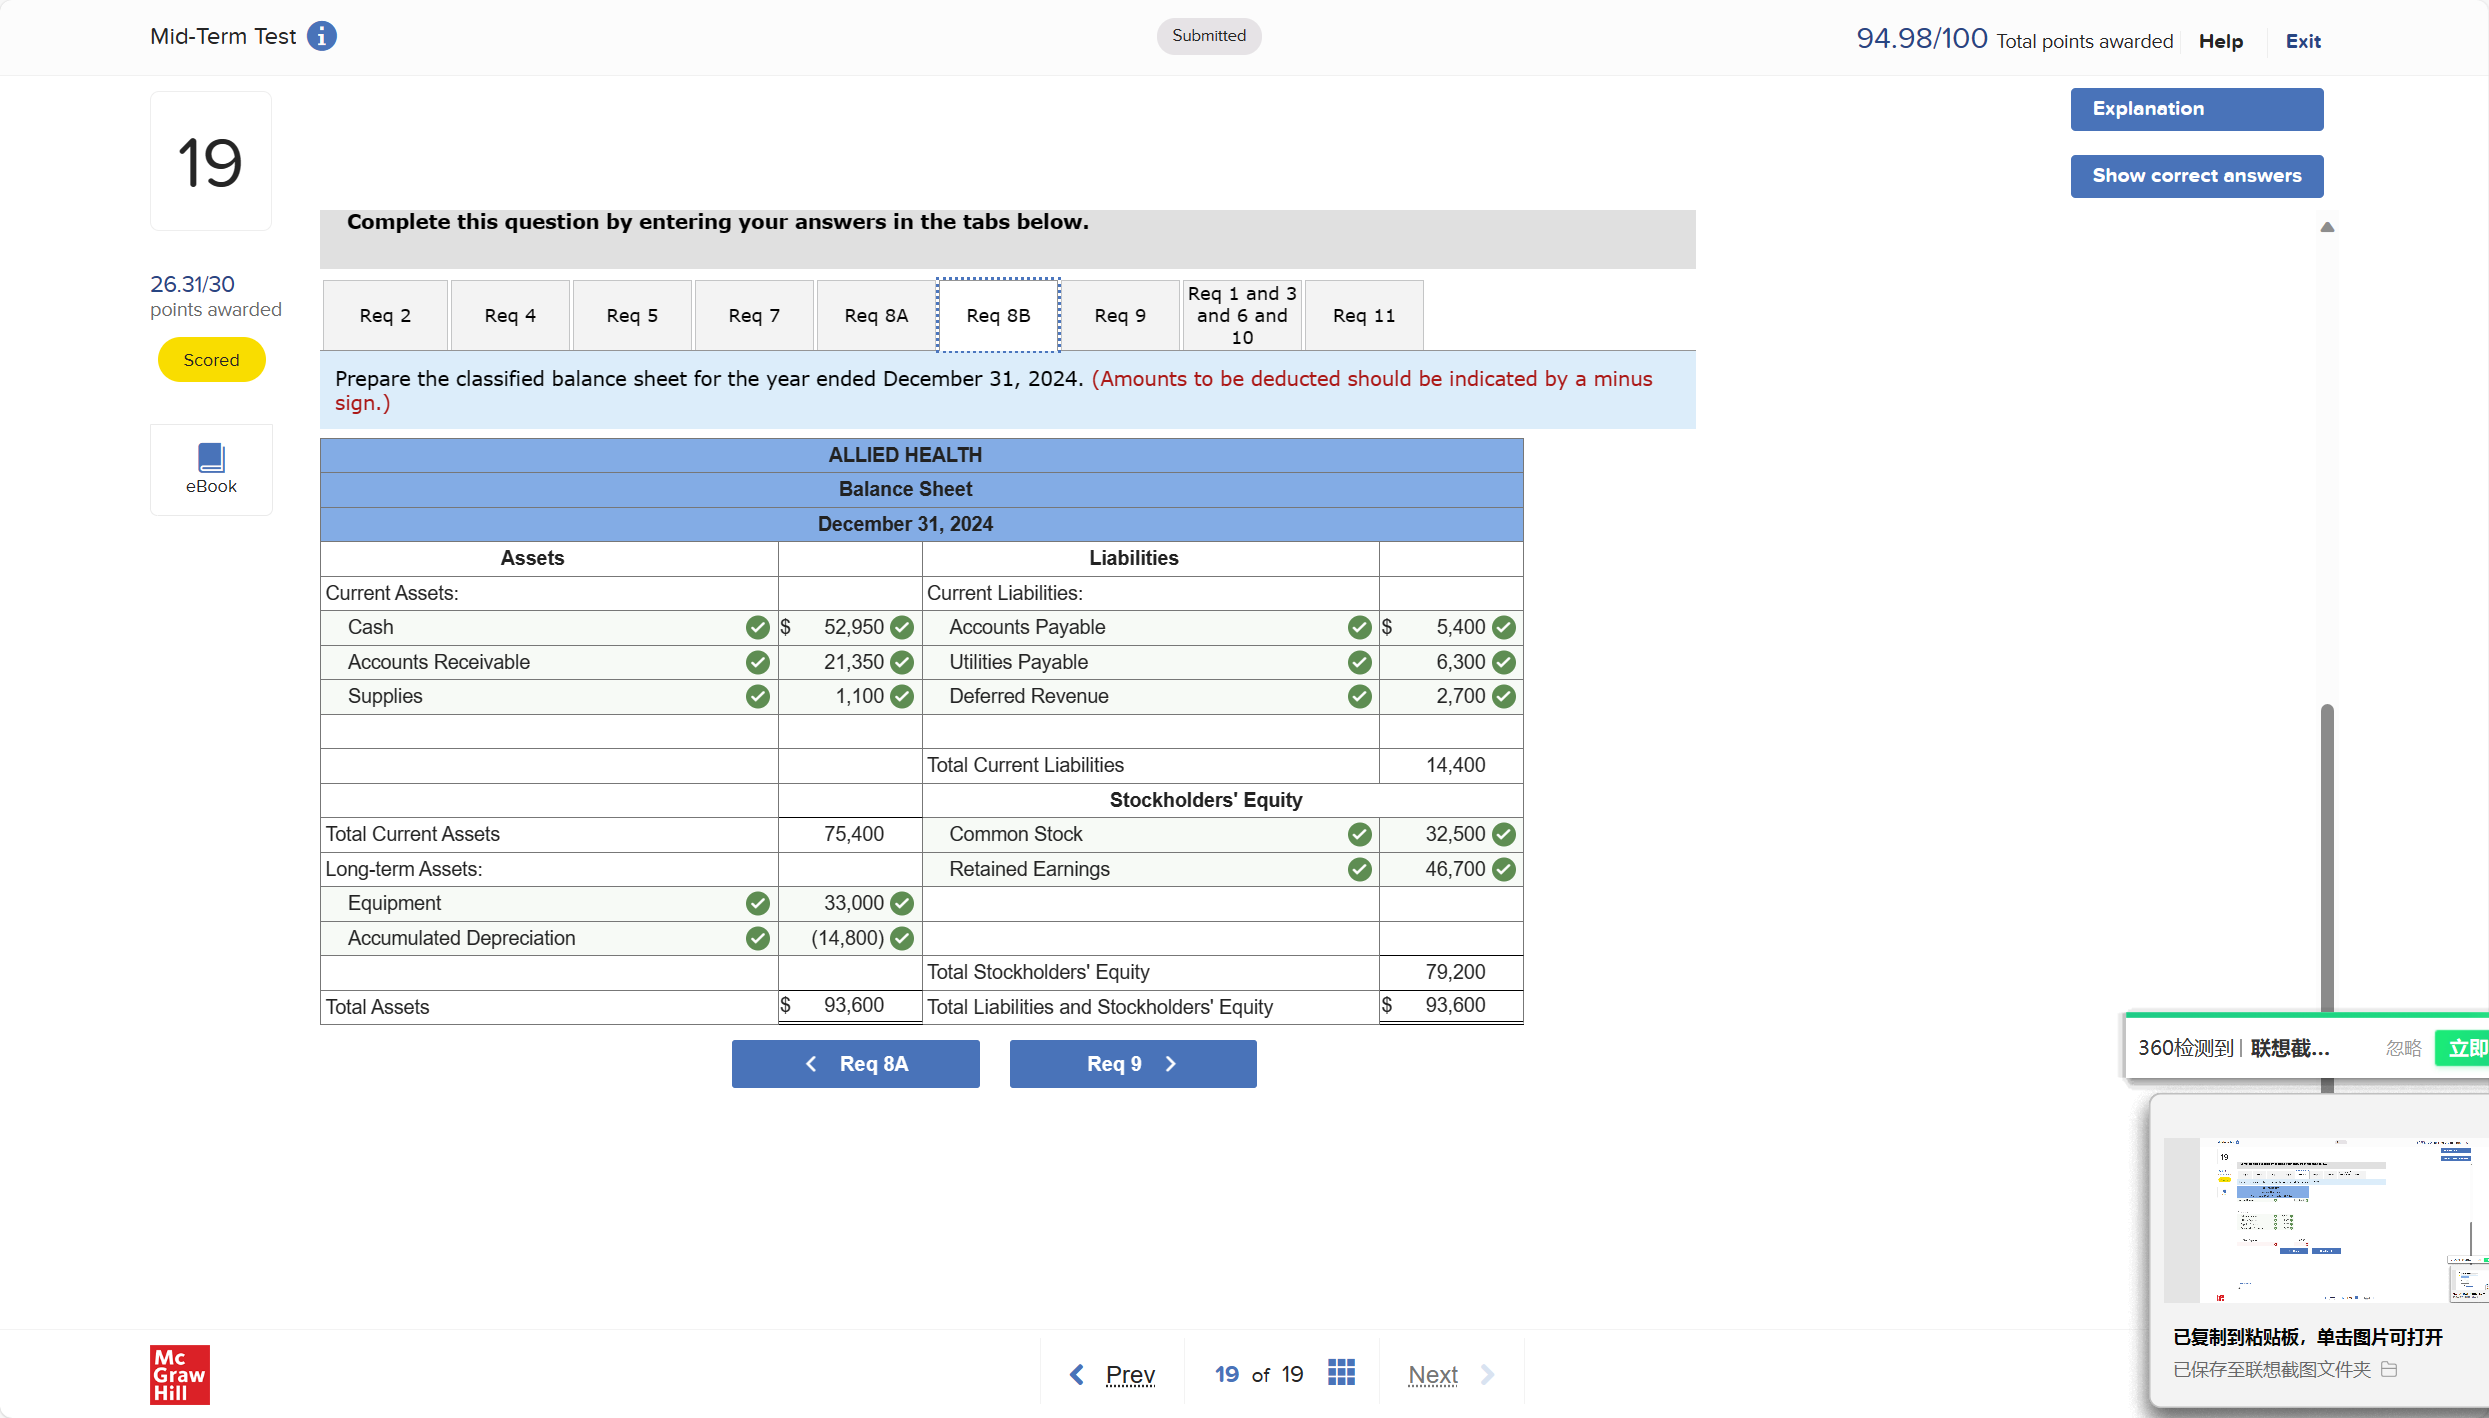 Mid-Term Test
Submitted
94.98/100 Total points awarded Help Exit
Explanation
Show correct answers
19
26.31/30
points awarded
Scored
eBook
Complete this question by entering your answers in the tabs below.
Req 2 Req 4 Req 5 Req 7 Req 8A Req 8B Req 9 Req 1 and 3 and 6 and 10 Req 11
Prepare the classified balance sheet for the year ended December 31, 2024. (Amounts to be deducted should be indicated by a minus
sign.)
ALLIED HEALTH
Balance Sheet
December 31, 2024
Assets Liabilities
Current Assets: Current Liabilities:
Cash $ 52,950 Accounts Payable $ 5,400
Accounts Receivable 21,350 Utilities Payable 6,300
Supplies 1,100 Deferred Revenue 2,700
Total Current Liabilities 14,400
Stockholders' Equity
Total Current Assets 75,400 Common Stock 32,500
Long-term Assets: Retained Earnings 46,700
Equipment 33,000
Accumulated Depreciation (14,800)
Total Stockholders' Equity 79,200
Total Assets $ 93,600 Total Liabilities and Stockholders' Equity $ 93,600
Req 8A Req 9
360检测到 | 联想截... 忽略 立即
19
已复制到粘贴板，单击图片可打开
已保存至联想截图文件夹
Mc
Graw
Hill
Prev 19 of 19 Next